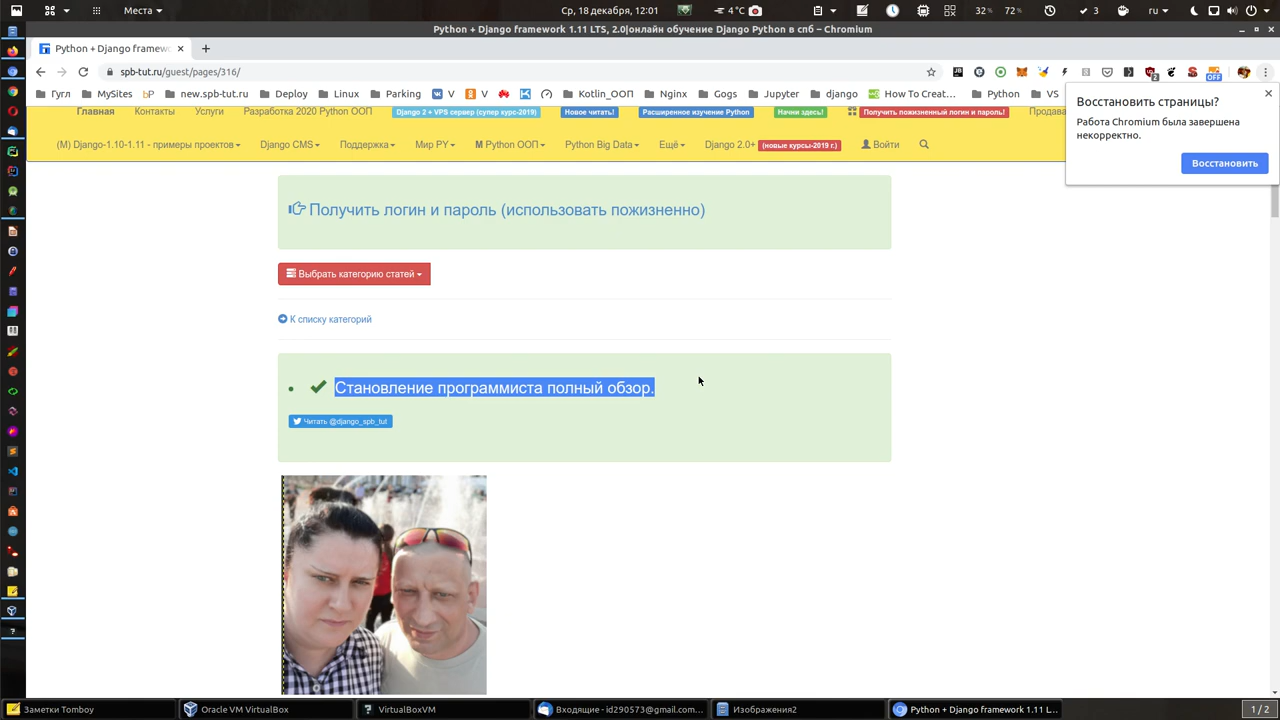 Места
Ср, 18 декабря, 12:01
4 °C
32 %
72 %
3
ru
Python + Django framework 1.11 LTS, 2.0|онлайн обучение Django Python в спб – Chromium
Python + Django framew
spb-tut.ru/guest/pages/316/
OFF
2
Гугл
MySites
bP
new.spb-tut.ru
Deploy
Linux
Parking
V
V
Kotlin_ООП
Nginx
Gogs
Jupyter
django
How To Creat…
Python
VS
Главная
Контакты
Услуги
Разработка 2020 Python ООП
Django 2 + VPS сервер (супер курс-2019)
Новое читать!
Расширенное изучение Python
Начни здесь!
Получить пожизненный логин и пароль!
Продава
(М) Django-1.10-1.11 - примеры проектов
Django CMS
Поддержка
Мир PY
М Python ООП
Python Big Data
Ещё
Django 2.0+ (новые курсы-2019 г.)
Войти
Восстановить страницы?
Работа Chromium была завершена
некорректно.
Восстановить
Получить логин и пароль (использовать пожизненно)
Выбрать категорию статей
К списку категорий
Становление программиста полный обзор.
Читать @django_spb_tut
Заметки Tomboy
Oracle VM VirtualBox
VirtualBoxVM
Входящие - id290573@gmail.com…
Изображения2
Python + Django framework 1.11 L…
1 / 2